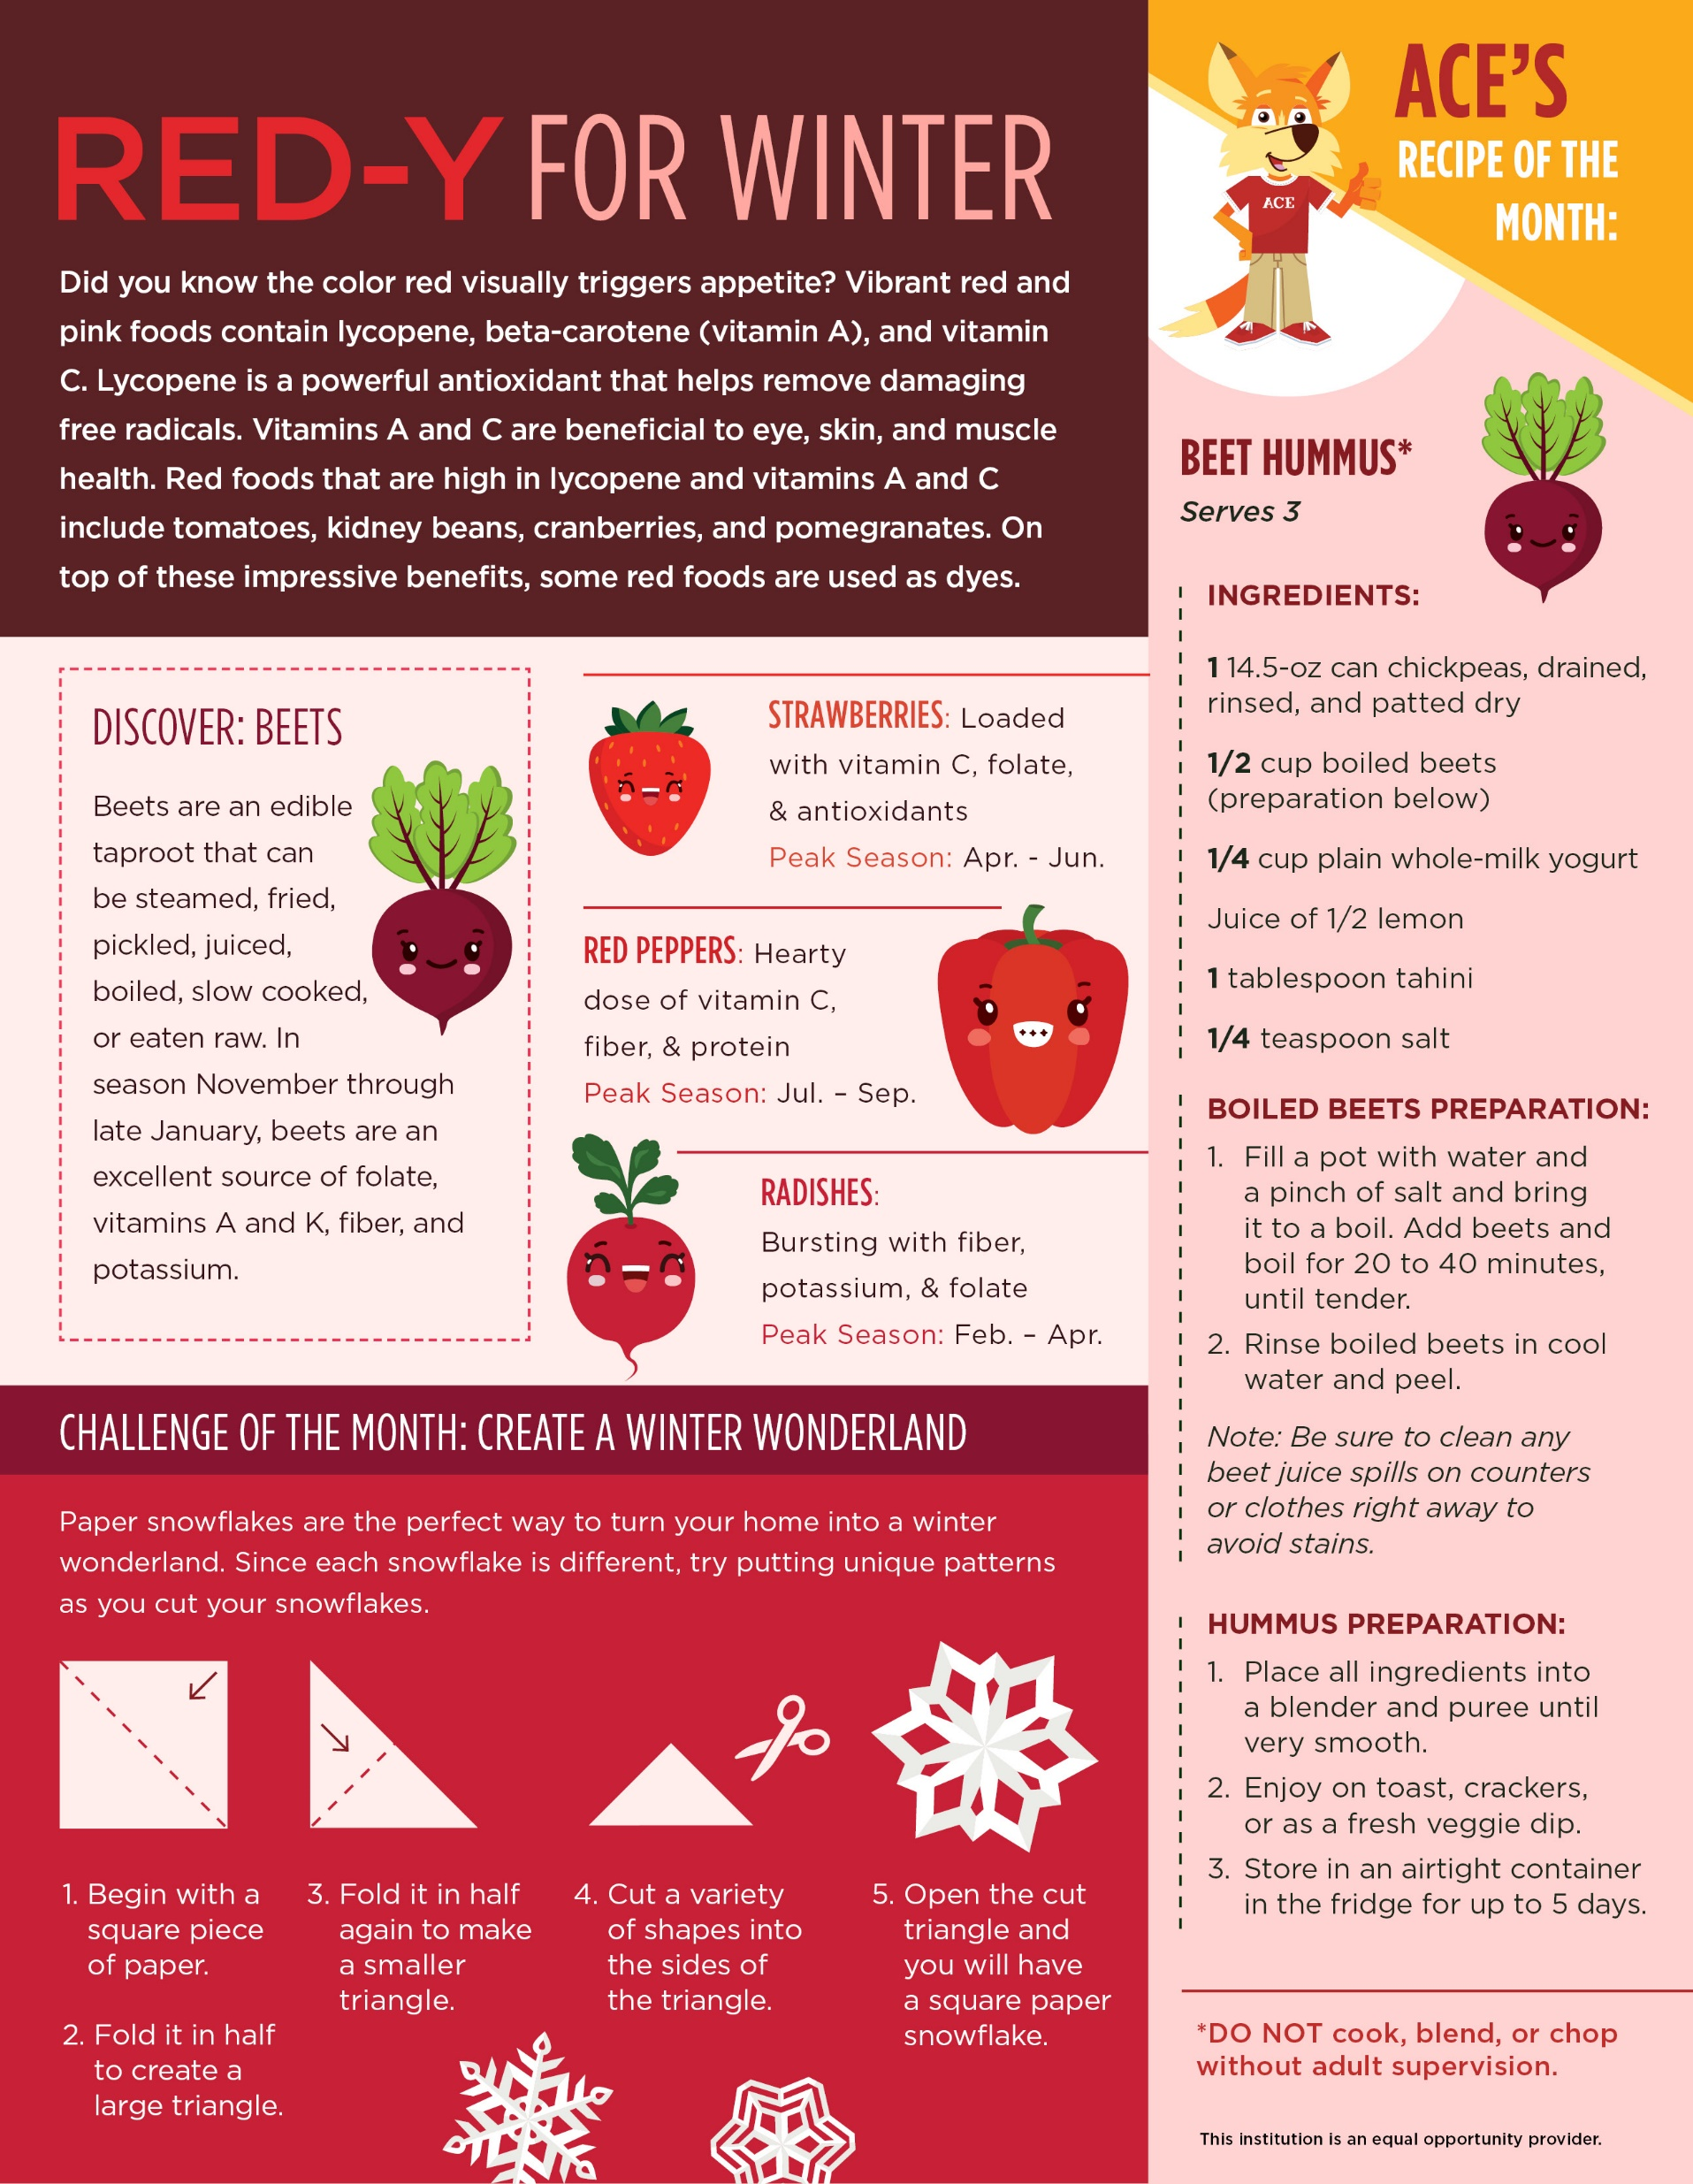 RED-Y FOR WINTER
Did you know the color red visually triggers appetite? Vibrant red and
pink foods contain lycopene, beta-carotene (vitamin A), and vitamin
C. Lycopene is a powerful antioxidant that helps remove damaging
free radicals. Vitamins A and C are beneficial to eye, skin, and muscle
health. Red foods that are high in lycopene and vitamins A and C
include tomatoes, kidney beans, cranberries, and pomegranates. On
top of these impressive benefits, some red foods are used as dyes.
DISCOVER: BEETS
Beets are an edible
taproot that can
be steamed, fried,
pickled, juiced,
boiled, slow cooked,
or eaten raw. In
season November through
late January, beets are an
excellent source of folate,
vitamins A and K, fiber, and
potassium.
STRAWBERRIES: Loaded
with vitamin C, folate,
& antioxidants
Peak Season: Apr. - Jun.
RED PEPPERS: Hearty
dose of vitamin C,
fiber, & protein
Peak Season: Jul. – Sep.
RADISHES:
Bursting with fiber,
potassium, & folate
Peak Season: Feb. – Apr.
CHALLENGE OF THE MONTH: CREATE A WINTER WONDERLAND
Paper snowflakes are the perfect way to turn your home into a winter
wonderland. Since each snowflake is different, try putting unique patterns
as you cut your snowflakes.
1. Begin with a
square piece
of paper.
2. Fold it in half
to create a
large triangle.
3. Fold it in half
again to make
a smaller
triangle.
4. Cut a variety
of shapes into
the sides of
the triangle.
5. Open the cut
triangle and
you will have
a square paper
snowflake.
ACE
ACE'S
RECIPE OF THE
MONTH:
BEET HUMMUS*
Serves 3
INGREDIENTS:
1 14.5-oz can chickpeas, drained,
rinsed, and patted dry
1/2 cup boiled beets
(preparation below)
1/4 cup plain whole-milk yogurt
Juice of 1/2 lemon
1 tablespoon tahini
1/4 teaspoon salt
BOILED BEETS PREPARATION:
1. Fill a pot with water and
a pinch of salt and bring
it to a boil. Add beets and
boil for 20 to 40 minutes,
until tender.
2. Rinse boiled beets in cool
water and peel.
Note: Be sure to clean any
beet juice spills on counters
or clothes right away to
avoid stains.
HUMMUS PREPARATION:
1. Place all ingredients into
a blender and puree until
very smooth.
2. Enjoy on toast, crackers,
or as a fresh veggie dip.
3. Store in an airtight container
in the fridge for up to 5 days.
*DO NOT cook, blend, or chop
without adult supervision.
This institution is an equal opportunity provider.